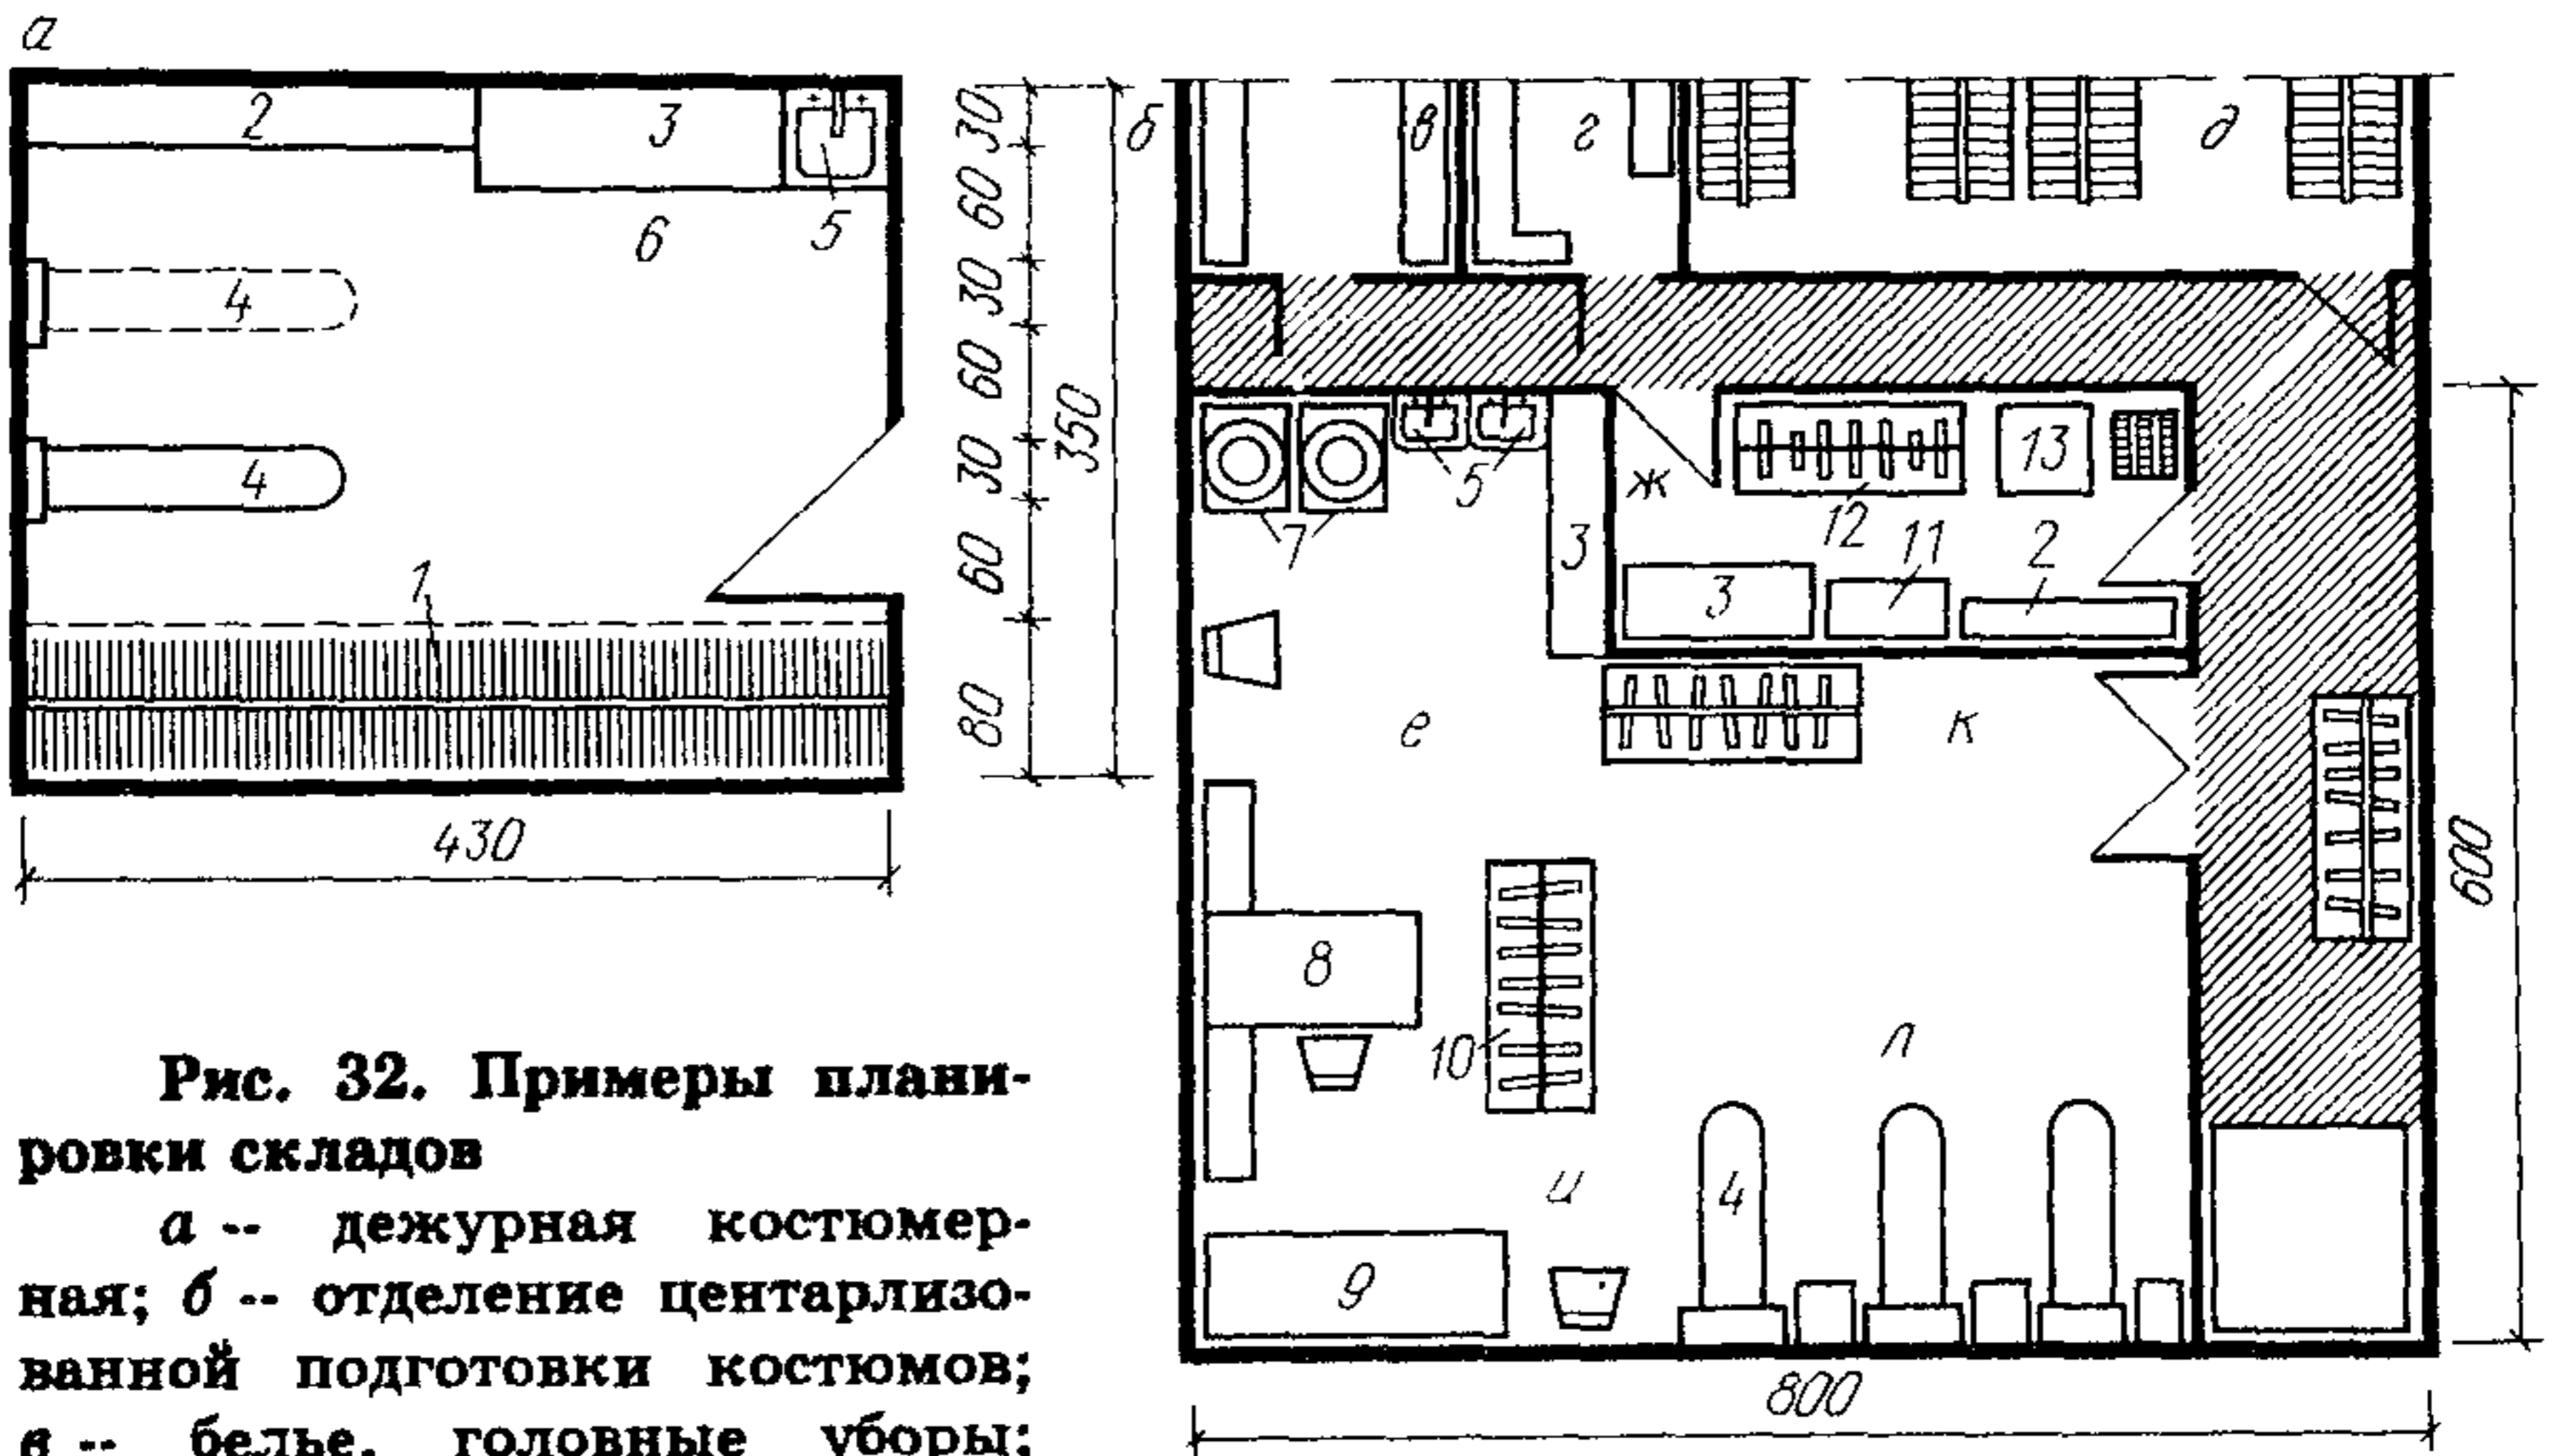 а
2
3
5
6
4
4
1
430
30
60
30
60
30
60
80
350
б
в
г
д
ж
5
7
3
12
13
11
2
3
е
к
8
10
л
и
4
9
600
800
Рис. 32. Примеры плани-
ровки складов
а -- дежурная костюмер-
ная; б -- отделение центарлизо-
ванной подготовки костюмов;
в -- белье, головные уборы;